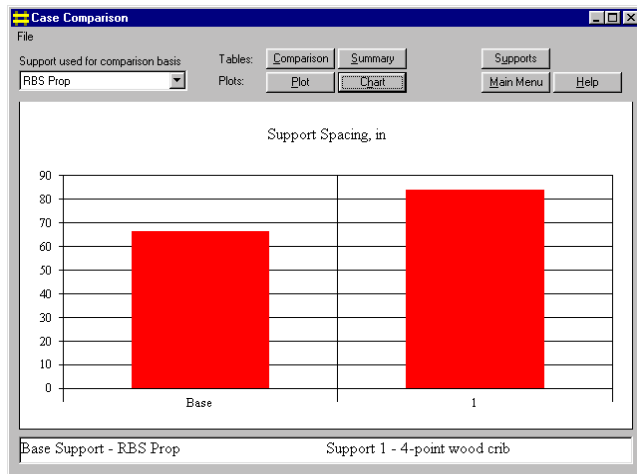 Case Comparison
File
Support used for comparison basis
RBS Prop
Tables: Comparison Summary
Plots: Plot Chart
Supports
Main Menu Help
Support Spacing, in
90
80
70
60
50
40
30
20
10
0
Base 1
Base Support - RBS Prop Support 1 - 4-point wood crib